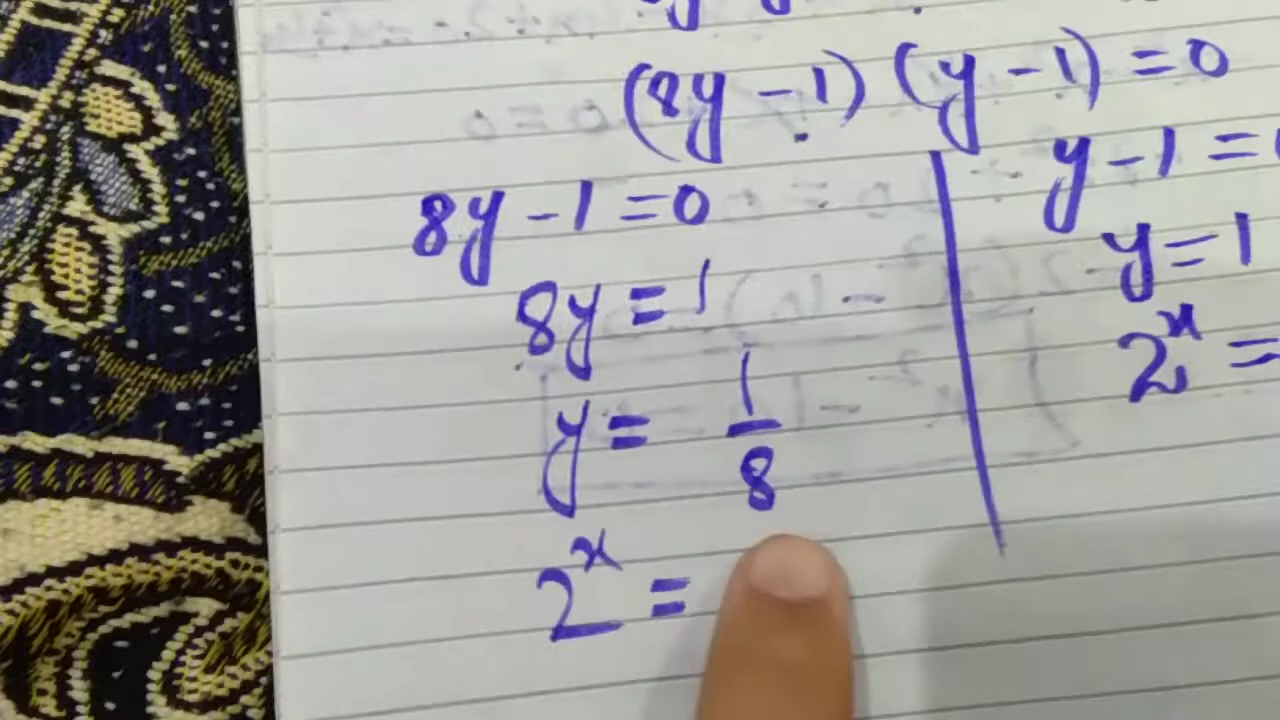 (8y - 1) (y - 1) = 0
8y - 1 = 0
8y = 1
y = 1/8
2^x =
y - 1 =
y = 1
2^x =